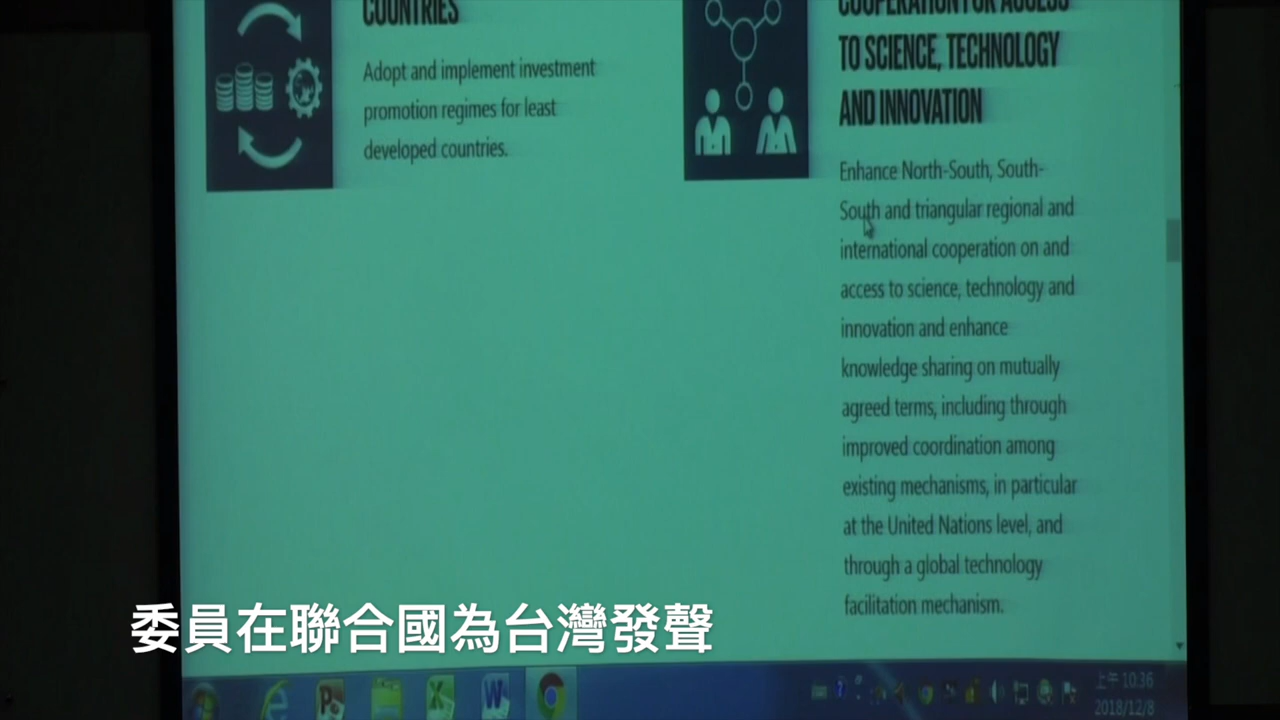 COUNTRIES
Adopt and implement investment
promotion regimes for least
developed countries.
COOPERATION FOR ACCESS
TO SCIENCE, TECHNOLOGY
AND INNOVATION
Enhance North-South, South-
South and triangular regional and
international cooperation on and
access to science, technology and
innovation and enhance
knowledge sharing on mutually
agreed terms, including through
improved coordination among
existing mechanisms, in particular
at the United Nations level, and
through a global technology
facilitation mechanism.
委員在聯合國為台灣發聲
上午 10:36
2018/12/8